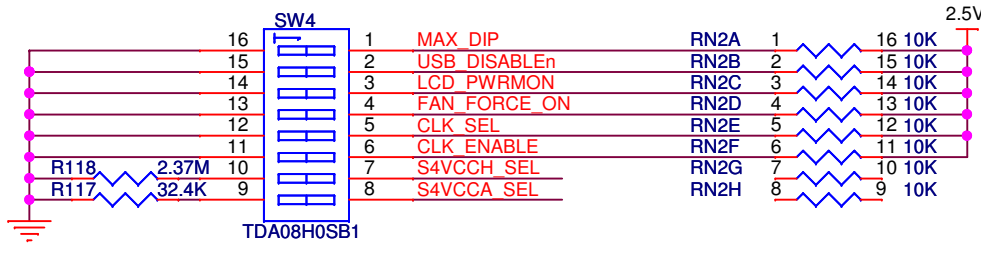 2.5V
SW4
16 1 MAX_DIP RN2A 1 16 10K
15 2 USB_DISABLEn RN2B 2 15 10K
14 3 LCD_PWRMON RN2C 3 14 10K
13 4 FAN_FORCE_ON RN2D 4 13 10K
12 5 CLK_SEL RN2E 5 12 10K
11 6 CLK_ENABLE RN2F 6 11 10K
R118 2.37M 10 7 S4VCCH_SEL RN2G 7 10 10K
R117 32.4K 9 8 S4VCCA_SEL RN2H 8 9 10K
TDA08H0SB1